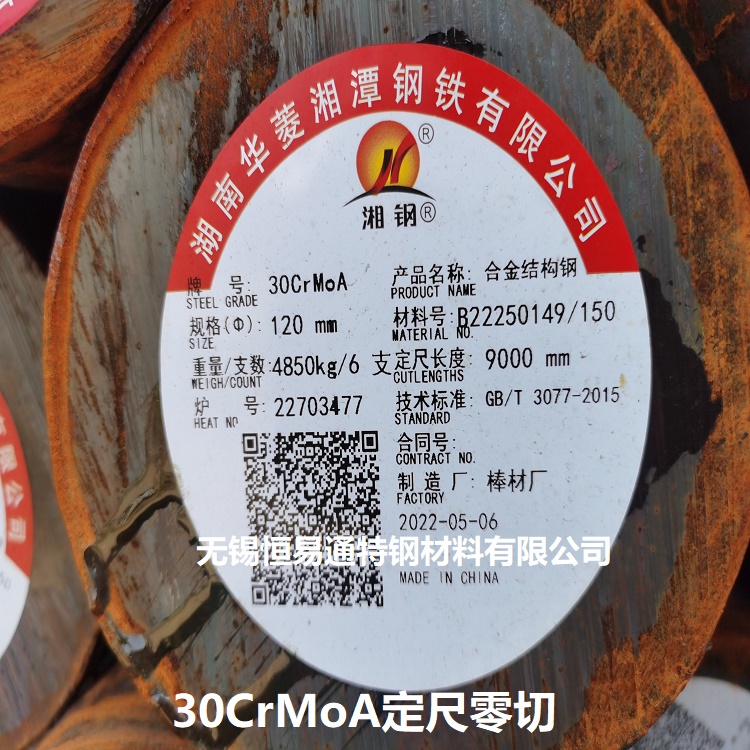 湖南华菱湘潭钢铁有限公司
®
湘钢®
牌 号: 30CrMoA
STEEL GRADE
产品名称: 合金结构钢
PRODUCT NAME
规格(Φ): 120 mm
SIZE
材料号: B22250149/150
MATERIAL NO.
重量/支数: 4850kg/6 支
WEIGH/COUNT
定尺长度: 9000 mm
CUTLENGTHS
炉 号: 22703477
HEAT NO
技术标准: GB/T 3077-2015
STANDARD
合同号:
CONTRACT NO.
制 造 厂: 棒材厂
FACTORY
2022-05-06
无锡恒易通特钢材料有限公司
MADE IN CHINA
有限公司
30CrMoA定尺零切